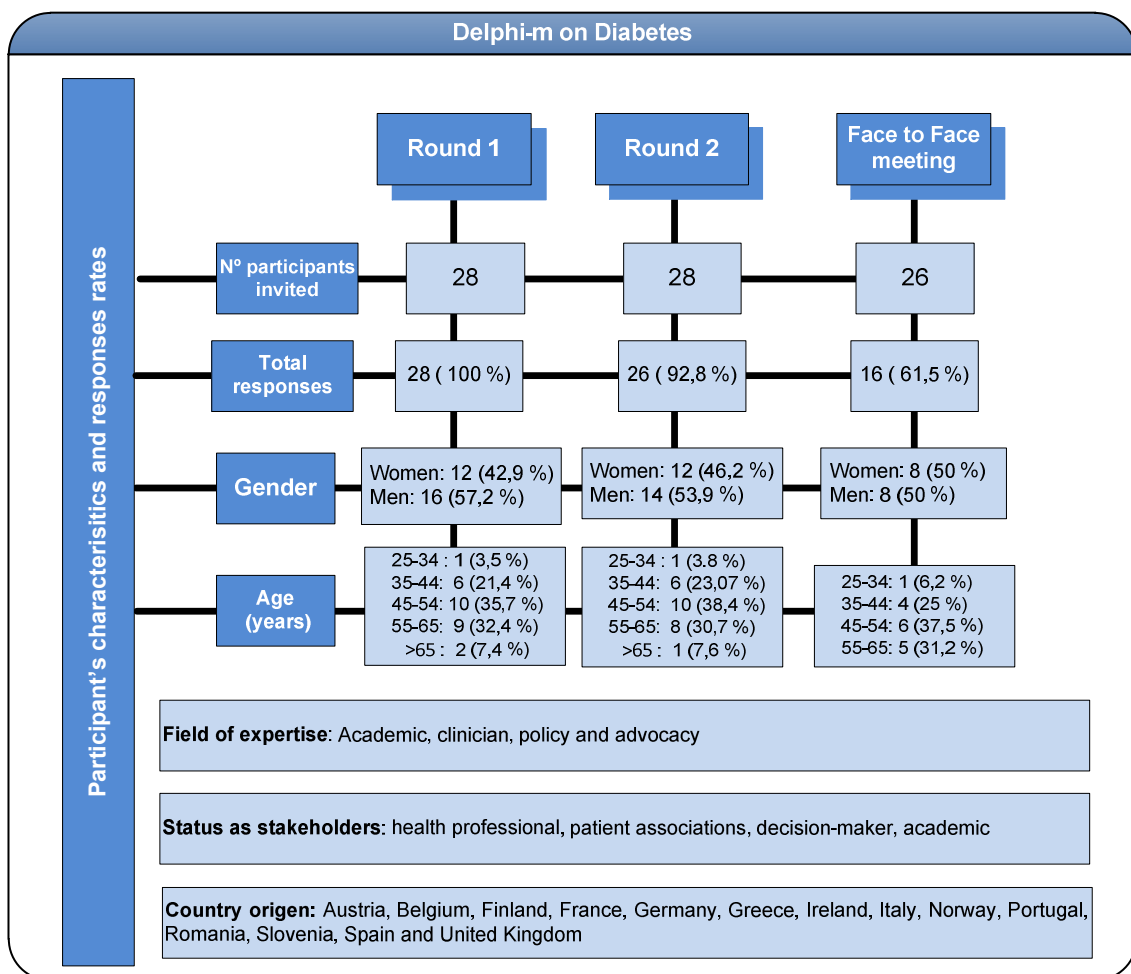 Delphi-m on Diabetes
Participant's characterisitics and responses rates
Round 1
Round 2
Face to Face
meeting
Nº participants
invited
28
28
26
Total
responses
28 ( 100 %)
26 ( 92,8 %)
16 ( 61,5 %)
Gender
Women: 12 (42,9 %)
Men: 16 (57,2 %)
Women: 12 (46,2 %)
Men: 14 (53,9 %)
Women: 8 (50 %)
Men: 8 (50 %)
Age
(years)
25-34 : 1 (3,5 %)
35-44: 6 (21,4 %)
45-54: 10 (35,7 %)
55-65: 9 (32,4 %)
>65 : 2 (7,4 %)
25-34 : 1 (3.8 %)
35-44: 6 (23,07 %)
45-54: 10 (38,4 %)
55-65: 8 (30,7 %)
>65 : 1 (7,6 %)
25-34: 1 (6,2 %)
35-44: 4 (25 %)
45-54: 6 (37,5 %)
55-65: 5 (31,2 %)
Field of expertise: Academic, clinician, policy and advocacy
Status as stakeholders: health professional, patient associations, decision-maker, academic
Country origen: Austria, Belgium, Finland, France, Germany, Greece, Ireland, Italy, Norway, Portugal,
Romania, Slovenia, Spain and United Kingdom